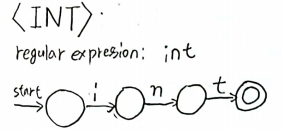 〈INT〉·
regular expression: int
start i n t